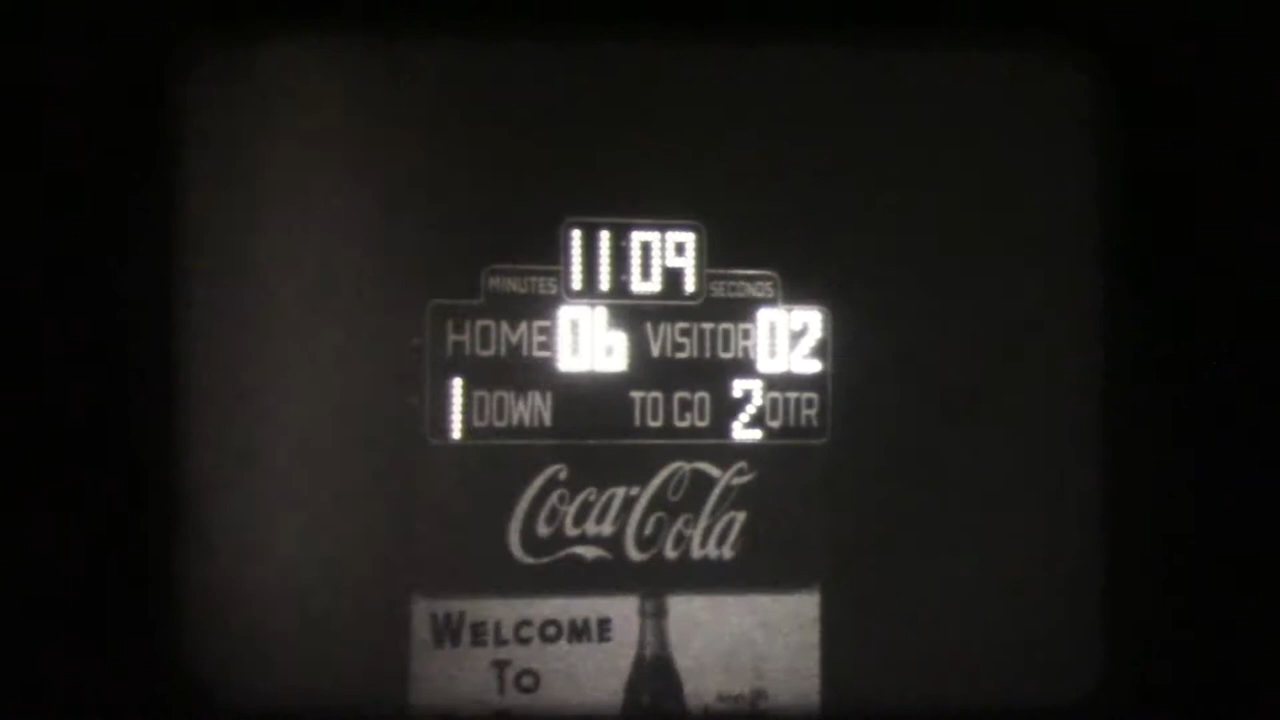 11:09
MINUTES SECONDS
HOME 06 VISITOR 02
1 DOWN TO GO 2 QTR
Coca-Cola
WELCOME
TO